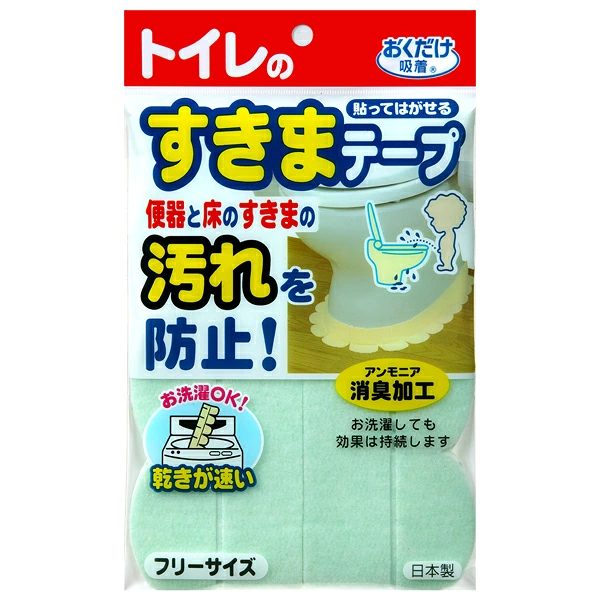 トイレの
おくだけ
吸着®
貼ってはがせる
すきまテープ
便器と床のすきまの
汚れを
防止!
アンモニア
消臭加工
お洗濯しても
効果は持続します
お洗濯OK!
乾きが速い
フリーサイズ
日本製